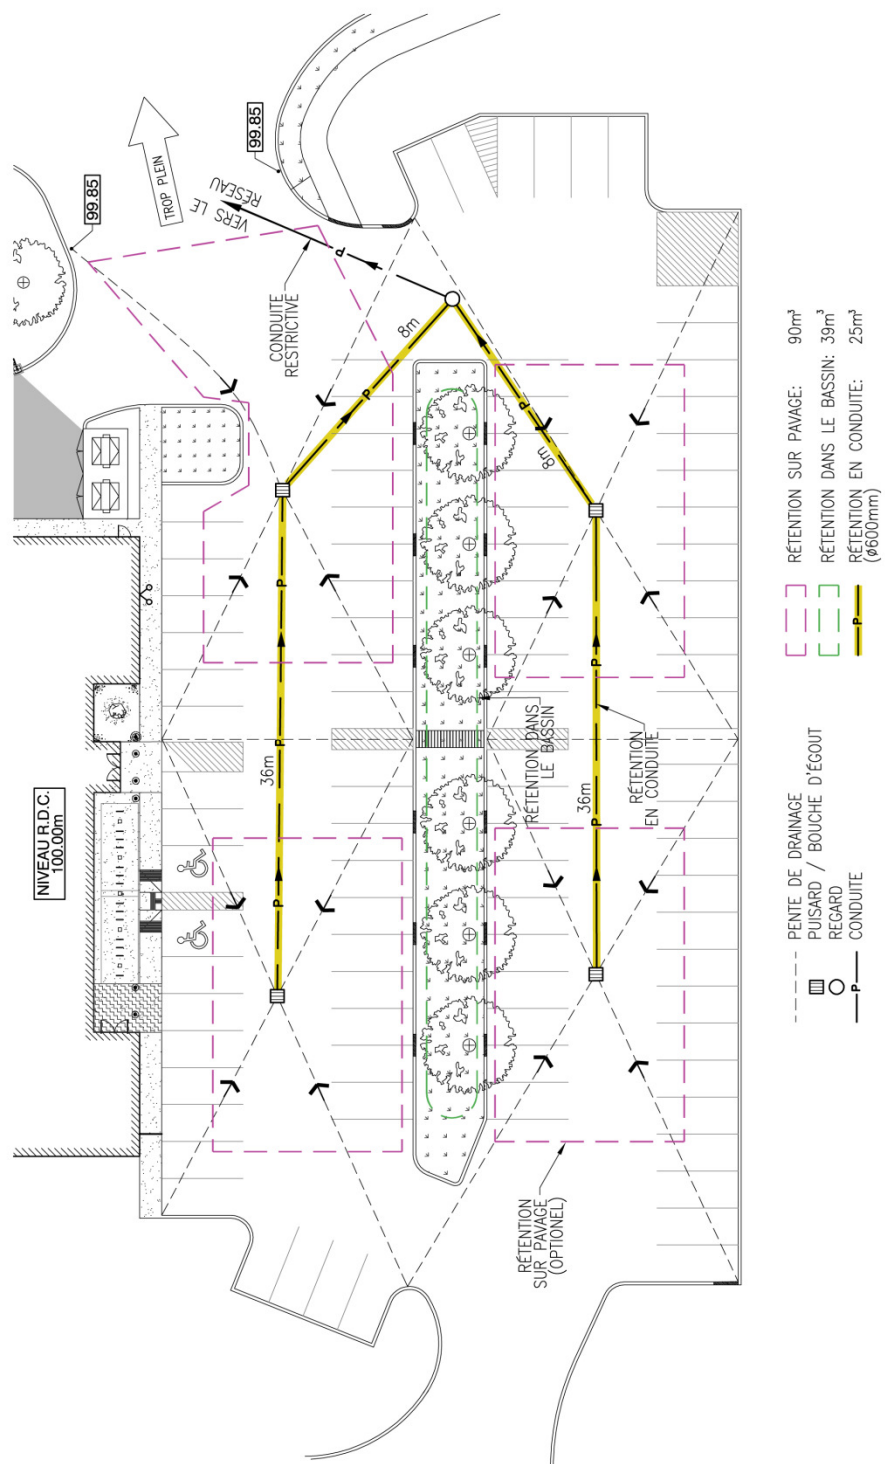 99.85
99.85
TROP PLEIN
VERS LE
RÉSEAU
P
CONDUITE
RESTRICTIVE
8m
P
P
8m
P
P
P
36m
P
P
P
NIVEAU R.D.C.
100.00m
RÉTENTION DANS
LE BASSIN
RÉTENTION
EN CONDUITE
36m
P
P
RÉTENTION
SUR PAVAGE
(OPTIONEL)
PENTE DE DRAINAGE
PUISARD / BOUCHE D'ÉGOUT
REGARD
P CONDUITE
RÉTENTION SUR PAVAGE: 90m³
RÉTENTION DANS LE BASSIN: 39m³
P RÉTENTION EN CONDUITE: 25m³
(ø600mm)